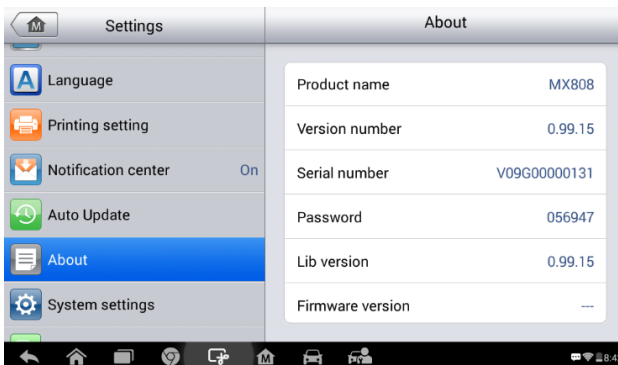 Settings
About
Language
Printing setting
Notification center On
Auto Update
About
System settings
Product name MX808
Version number 0.99.15
Serial number V09G00000131
Password 056947
Lib version 0.99.15
Firmware version ---